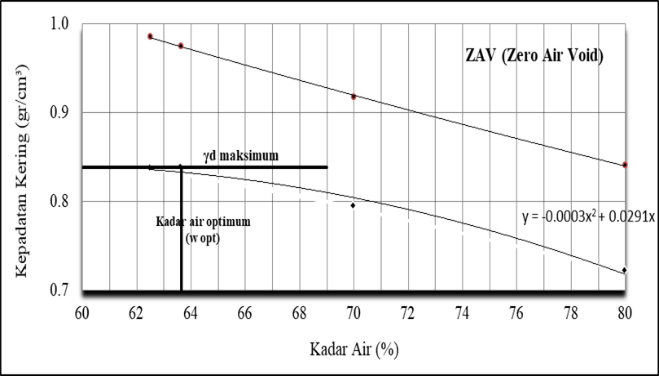 1.0
0.9
0.8
0.7
Kepadatan Kering (gr/cm³)
ZAV (Zero Air Void)
γd maksimum
Kadar air optimum
(w opt)
y = -0.0003x² + 0.0291x
60 62 64 66 68 70 72 74 76 78 80
Kadar Air (%)